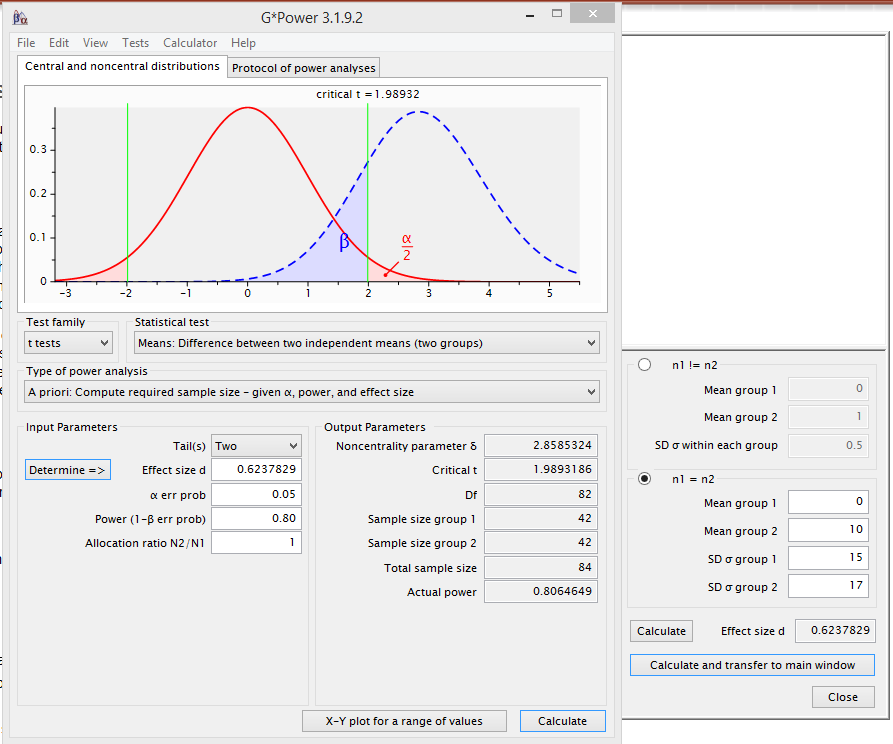 G*Power 3.1.9.2
File Edit View Tests Calculator Help
Central and noncentral distributions Protocol of power analyses
critical t = 1.98932
0.3
0.2
0.1
0
β
α
2
-3 -2 -1 0 1 2 3 4 5
Test family
t tests
Statistical test
Means: Difference between two independent means (two groups)
Type of power analysis
A priori: Compute required sample size - given α, power, and effect size
Input Parameters
Tail(s) Two
Determine => Effect size d 0.6237829
α err prob 0.05
Power (1-β err prob) 0.80
Allocation ratio N2/N1 1
Output Parameters
Noncentrality parameter δ 2.8585324
Critical t 1.9893186
Df 82
Sample size group 1 42
Sample size group 2 42
Total sample size 84
Actual power 0.8064649
X-Y plot for a range of values Calculate
n1 != n2
Mean group 1 0
Mean group 2 1
SD σ within each group 0.5
n1 = n2
Mean group 1 0
Mean group 2 10
SD σ group 1 15
SD σ group 2 17
Calculate Effect size d 0.6237829
Calculate and transfer to main window
Close